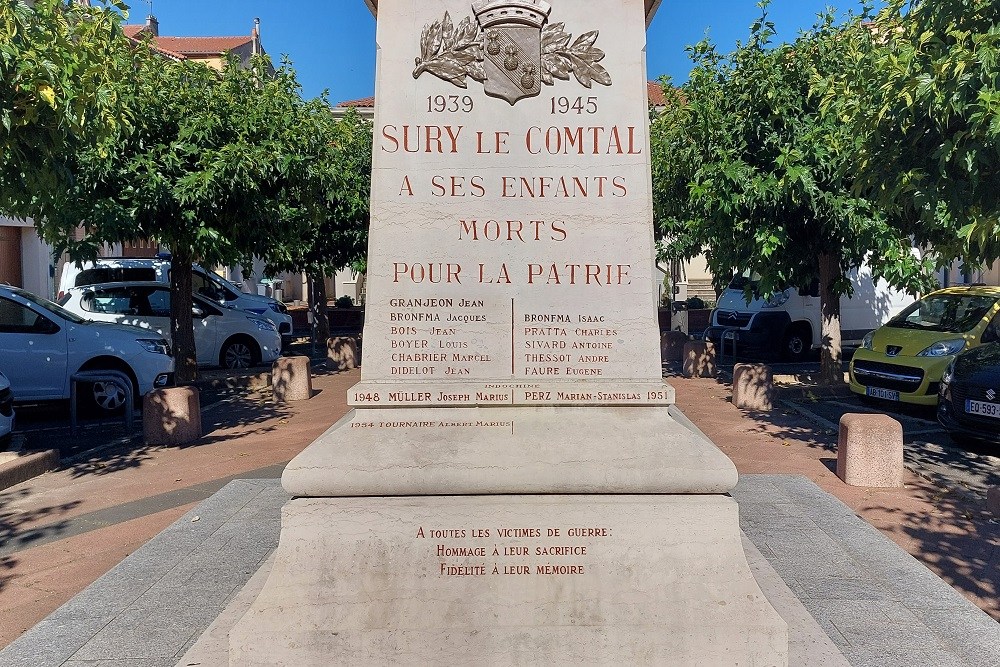 1939 1945
SURY LE COMTAL
A SES ENFANTS
MORTS
POUR LA PATRIE
GRANJEON JEAN
BRONFMA JACQUES
BOIS JEAN
BOYER LOUIS
CHABRIER MARCEL
DIDELOT JEAN
BRONFMA ISAAC
PRATTA CHARLES
SIVARD ANTOINE
THESSOT ANDRE
FAURE EUGENE
INDOCHINE
1948 MÜLLER JOSEPH MARIUS
PERZ MARIAN-STANISLAS 1951
1954 TOURNAIRE ALBERT MARIUS
A TOUTES LES VICTIMES DE GUERRE:
HOMMAGE À LEUR SACRIFICE
FIDÉLITÉ À LEUR MÉMOIRE